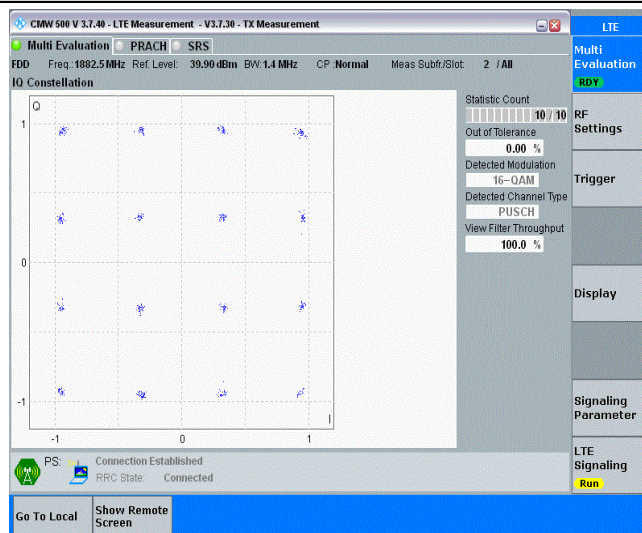 CMW 500 V 3.7.40 - LTE Measurement - V3.7.30 - TX Measurement
LTE
Multi Evaluation PRACH SRS
Multi
Evaluation
RDY
FDD Freq.:1882.5 MHz Ref. Level: 39.90 dBm BW:1.4 MHz CP :Normal Meas Subfr./Slot: 2 / All
IQ Constellation
Q
1
0
-1
-1 0 1
I
Statistic Count
10 / 10
Out of Tolerance
0.00 %
Detected Modulation
16-QAM
Detected Channel Type
PUSCH
View Filter Throughput
100.0 %
RF
Settings
Trigger
Display
Signaling
Parameter
LTE
Signaling
Run
PS: Connection Established
RRC State: Connected
Go To Local
Show Remote
Screen